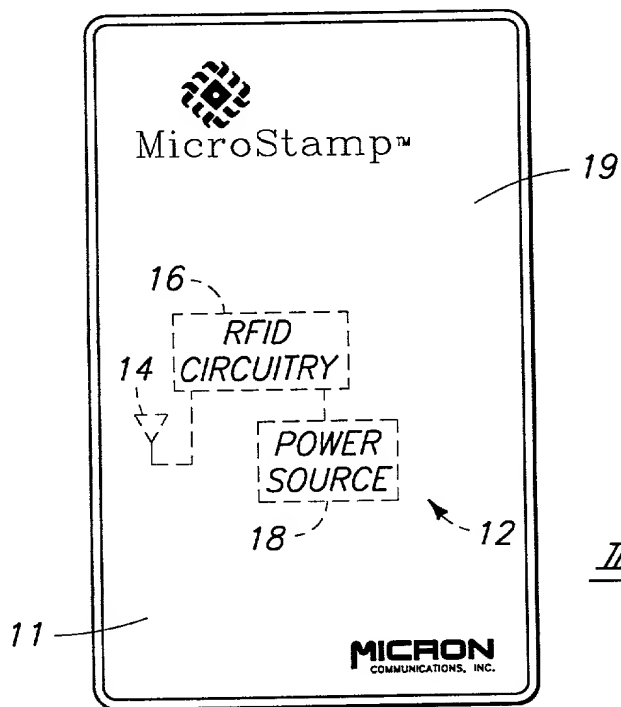 MicroStamp™
19
16
RFID
CIRCUITRY
14
POWER
SOURCE
18
12
11
MICRON
COMMUNICATIONS, INC.